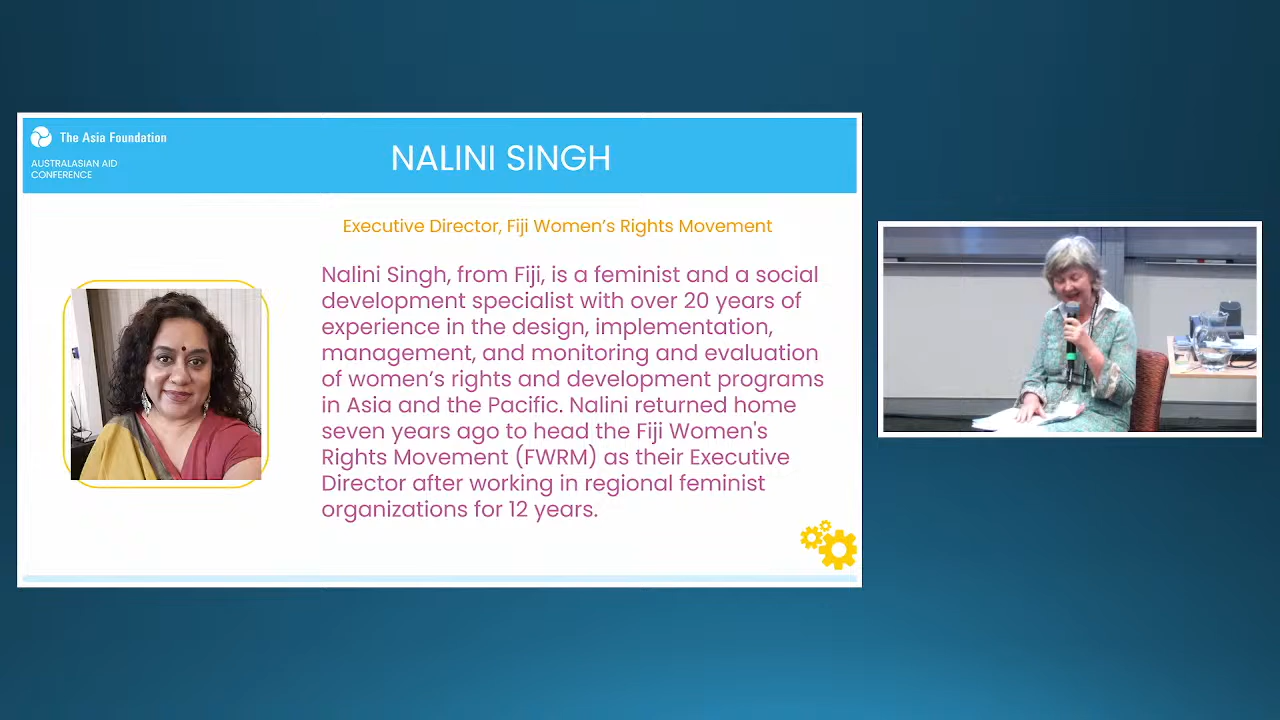 The Asia Foundation
AUSTRALASIAN AID
CONFERENCE
NALINI SINGH
Executive Director, Fiji Women’s Rights Movement
Nalini Singh, from Fiji, is a feminist and a social
development specialist with over 20 years of
experience in the design, implementation,
management, and monitoring and evaluation
of women’s rights and development programs
in Asia and the Pacific. Nalini returned home
seven years ago to head the Fiji Women's
Rights Movement (FWRM) as their Executive
Director after working in regional feminist
organizations for 12 years.